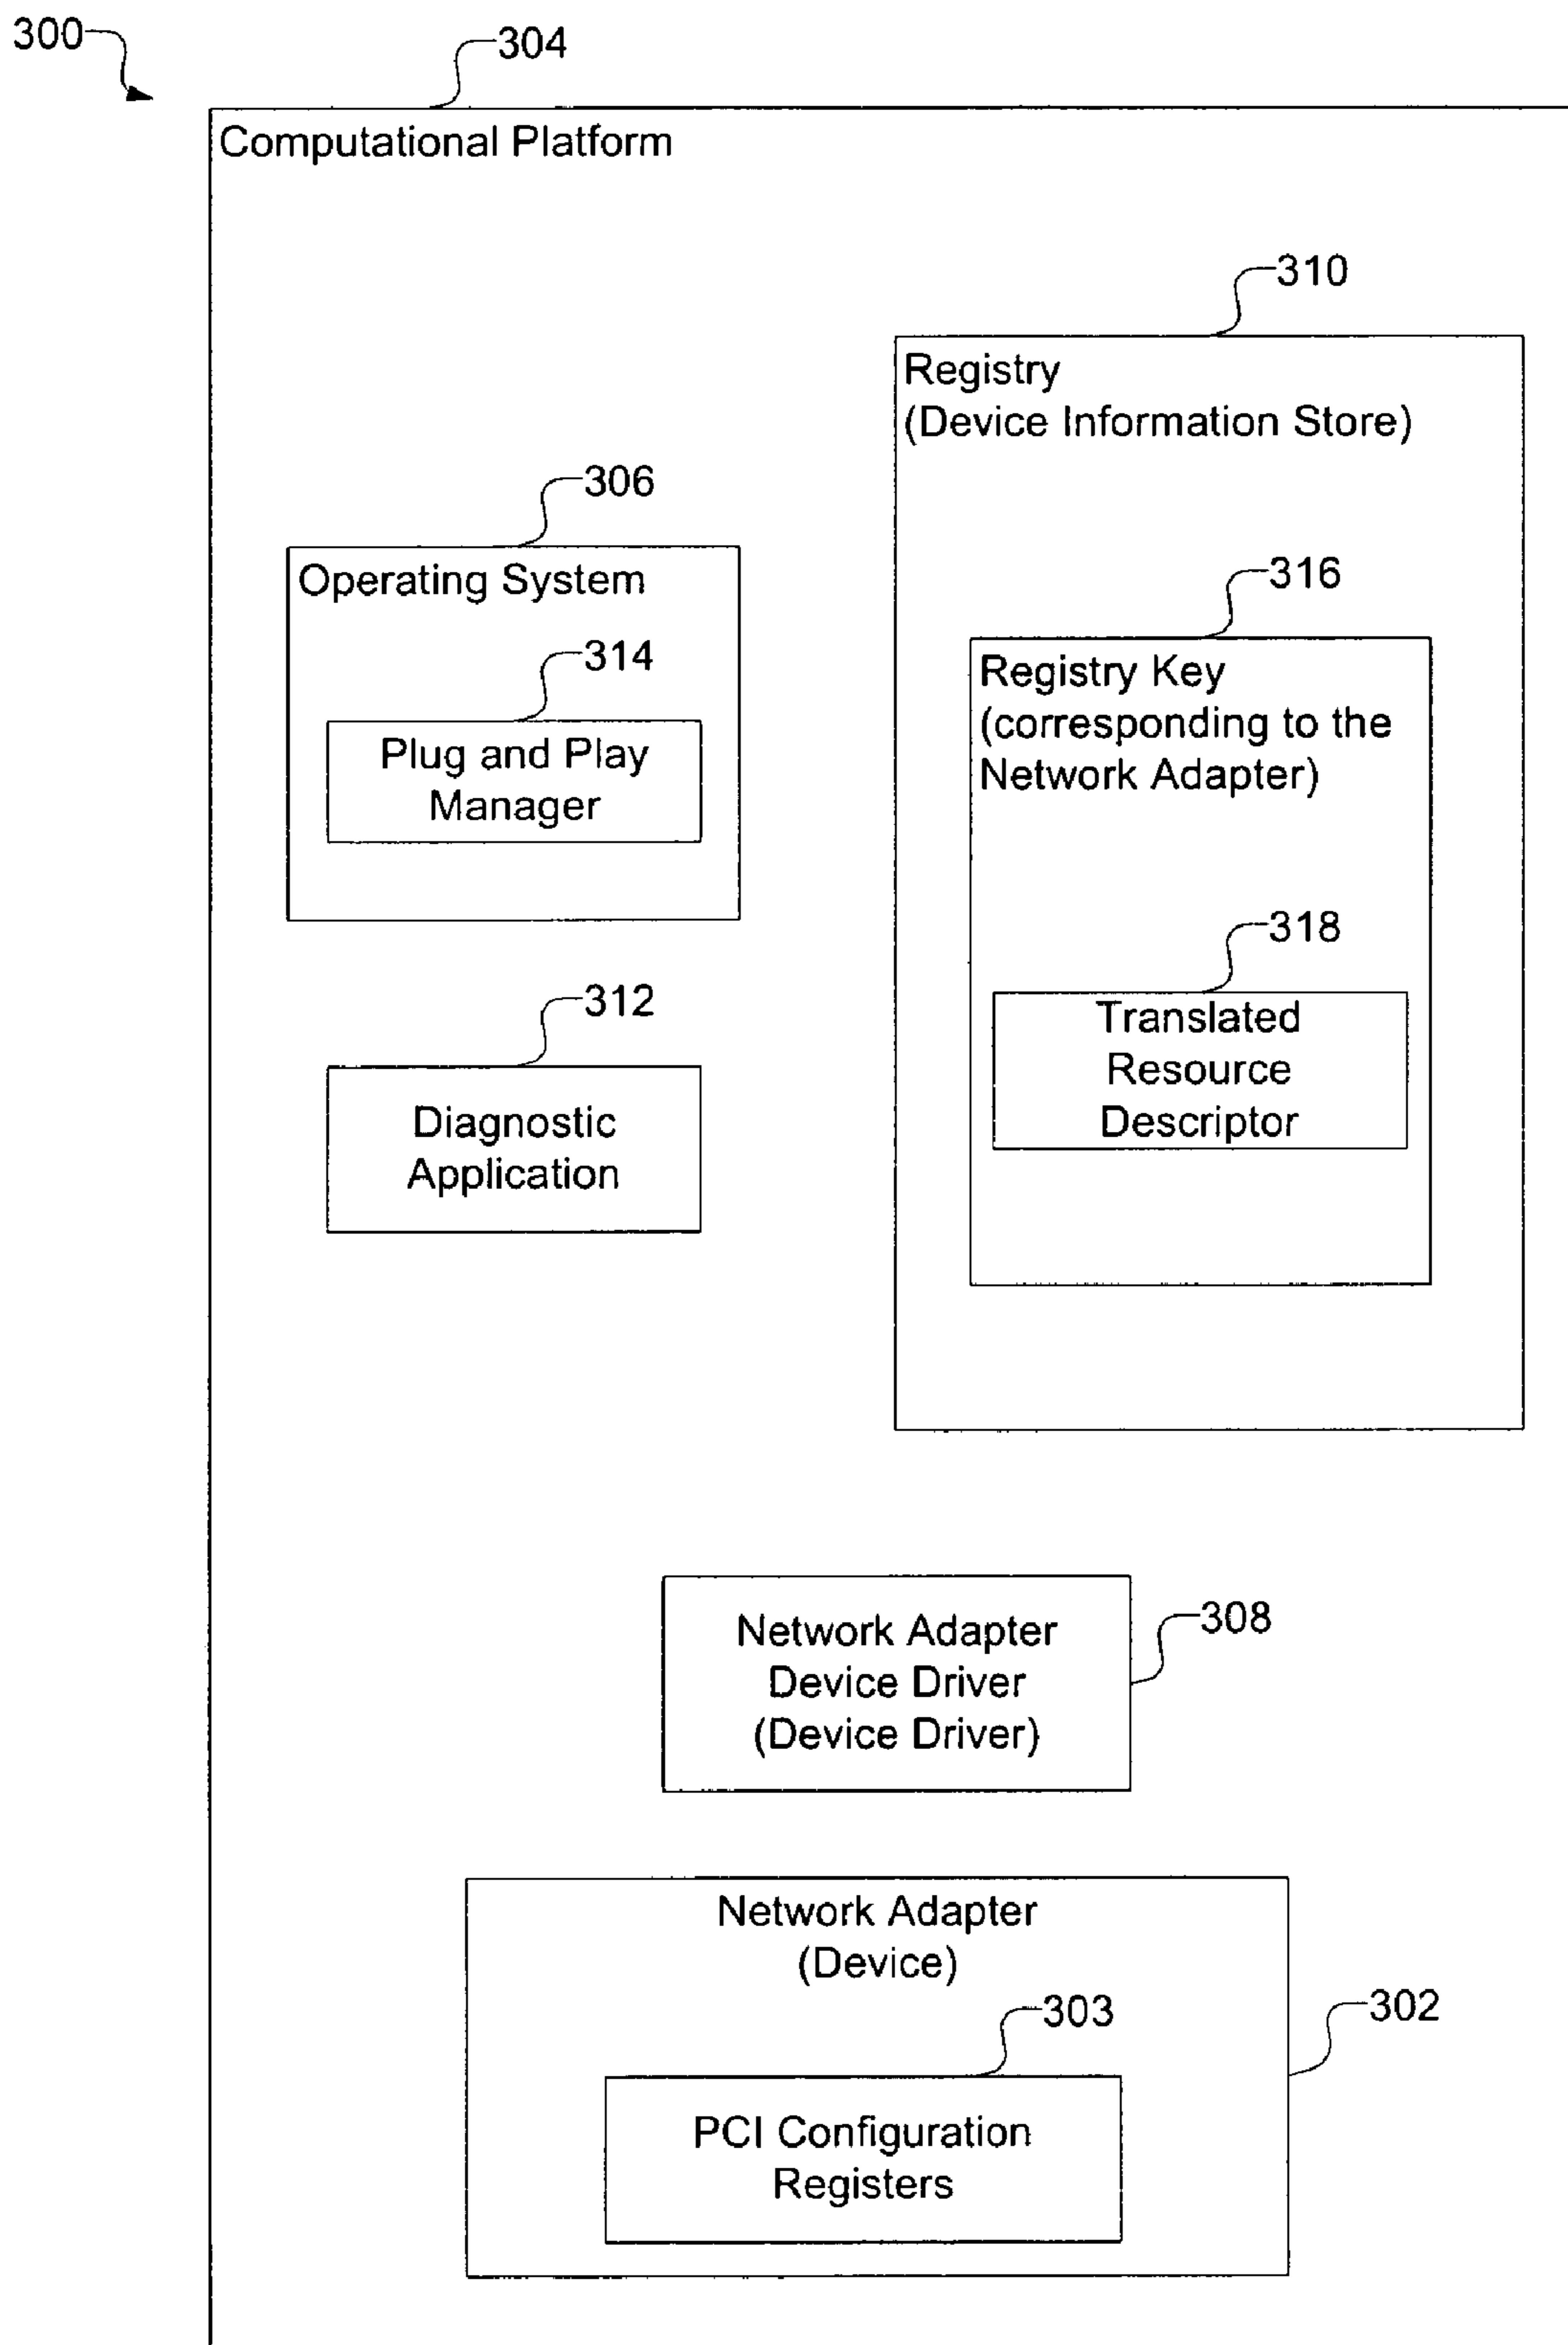 300
304
Computational Platform
310
Registry
(Device Information Store)
306
Operating System
314
Plug and Play
Manager
316
Registry Key
(corresponding to the
Network Adapter)
318
Translated
Resource
Descriptor
312
Diagnostic
Application
308
Network Adapter
Device Driver
(Device Driver)
Network Adapter
(Device)
302
303
PCI Configuration
Registers